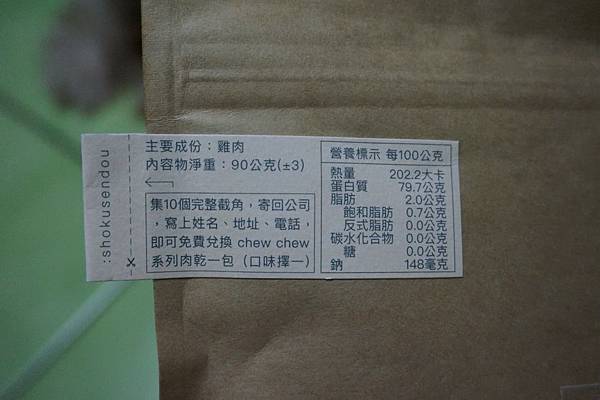 :shokusendou
主要成份：雞肉
內容物淨重：90公克(±3)
集10個完整截角，寄回公司
，寫上姓名、地址、電話，
即可免費兌換 chew chew
系列肉乾一包（口味擇一）
營養標示 每100公克
熱量 202.2大卡
蛋白質 79.7公克
脂肪 2.0公克
飽和脂肪 0.7公克
反式脂肪 0.0公克
碳水化合物 0.0公克
糖 0.0公克
鈉 148毫克